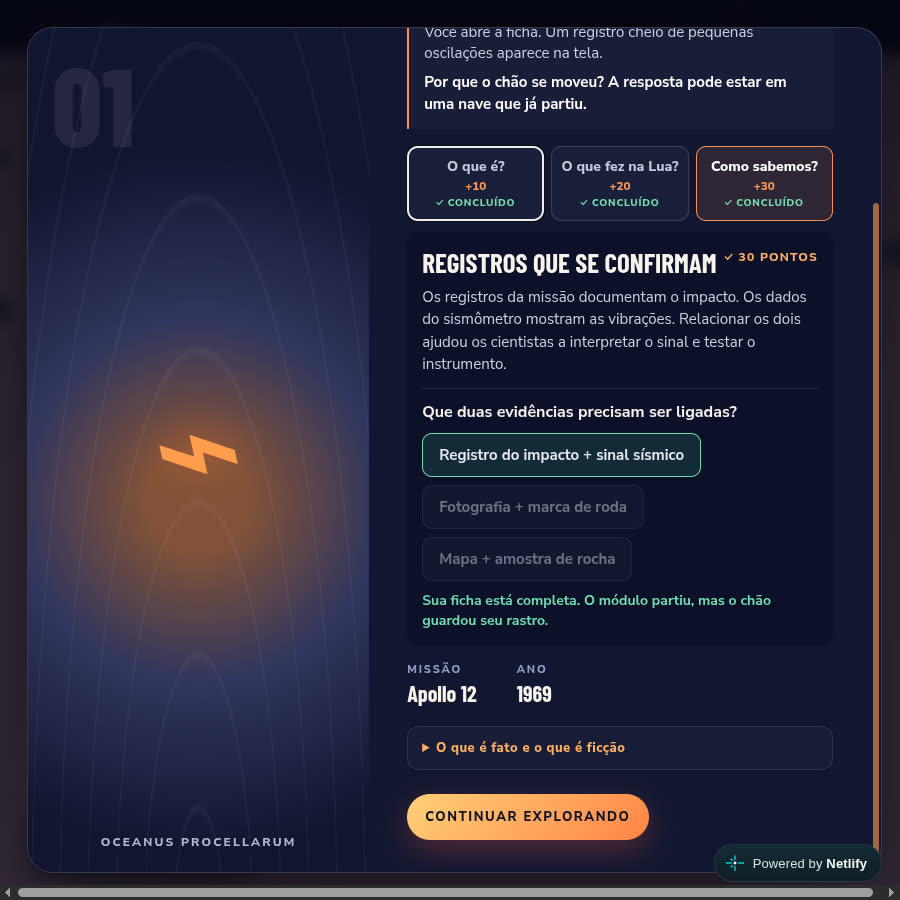 01
Você abre a ficha. Um registro cheio de pequenas
oscilações aparece na tela.
Por que o chão se moveu? A resposta pode estar em
uma nave que já partiu.
O que é?
+10
✓ CONCLUÍDO
O que fez na Lua?
+20
✓ CONCLUÍDO
Como sabemos?
+30
✓ CONCLUÍDO
REGISTROS QUE SE CONFIRMAM
✓ 30 PONTOS
Os registros da missão documentam o impacto. Os dados
do sismômetro mostram as vibrações. Relacionar os dois
ajudou os cientistas a interpretar o sinal e testar o
instrumento.
Que duas evidências precisam ser ligadas?
Registro do impacto + sinal sísmico
Fotografia + marca de roda
Mapa + amostra de rocha
Sua ficha está completa. O módulo partiu, mas o chão
guardou seu rastro.
MISSÃO
Apollo 12
ANO
1969
▶ O que é fato e o que é ficção
CONTINUAR EXPLORANDO
OCEANUS PROCELLARUM
Powered by Netlify